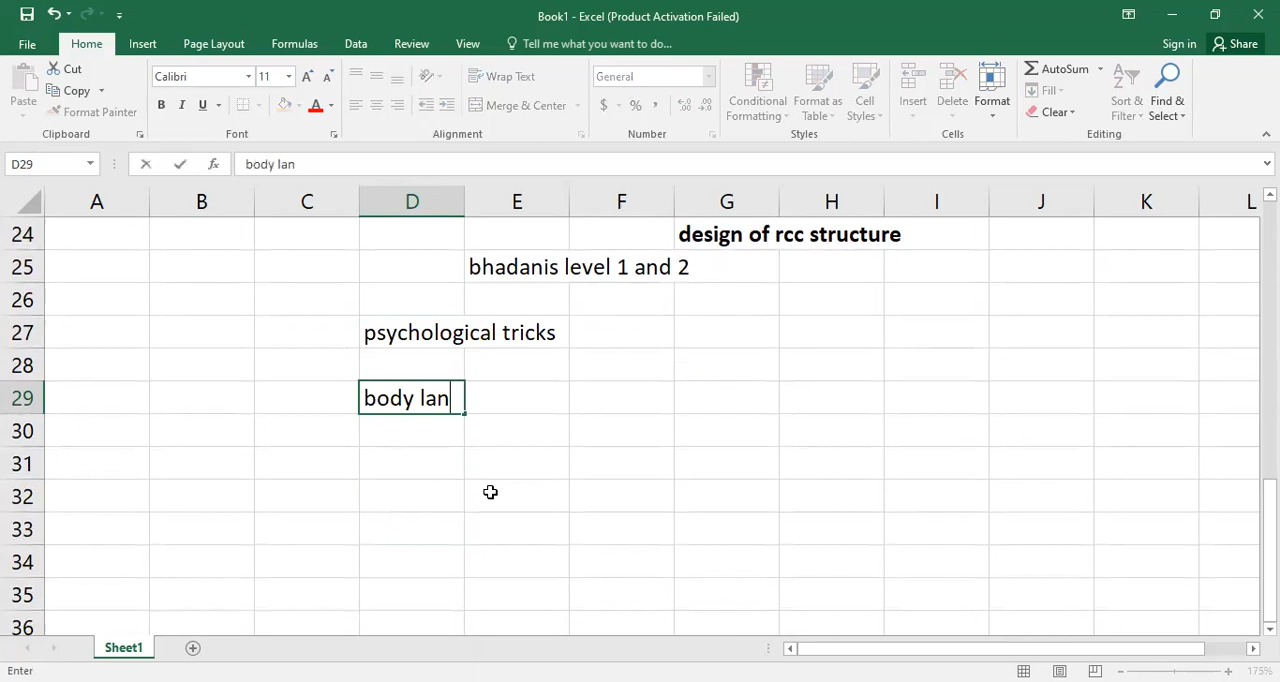 Book1 - Excel (Product Activation Failed)
File Home Insert Page Layout Formulas Data Review View Tell me what you want to do... Sign in Share
Cut
Copy
Format Painter
Paste
Clipboard
Calibri 11
B I U
Font
Wrap Text
Merge & Center
Alignment
General
$ % ,
Number
Conditional Formatting
Format as Table
Cell Styles
Styles
Insert Delete Format
Cells
AutoSum
Fill
Clear
Sort & Filter
Find & Select
Editing
D29 fx body lan
A B C D E F G H I J K L
24 design of rcc structure
25 bhadanis level 1 and 2
26
27 psychological tricks
28
29 body lan
30
31
32
33
34
35
36
Sheet1
Enter 175%